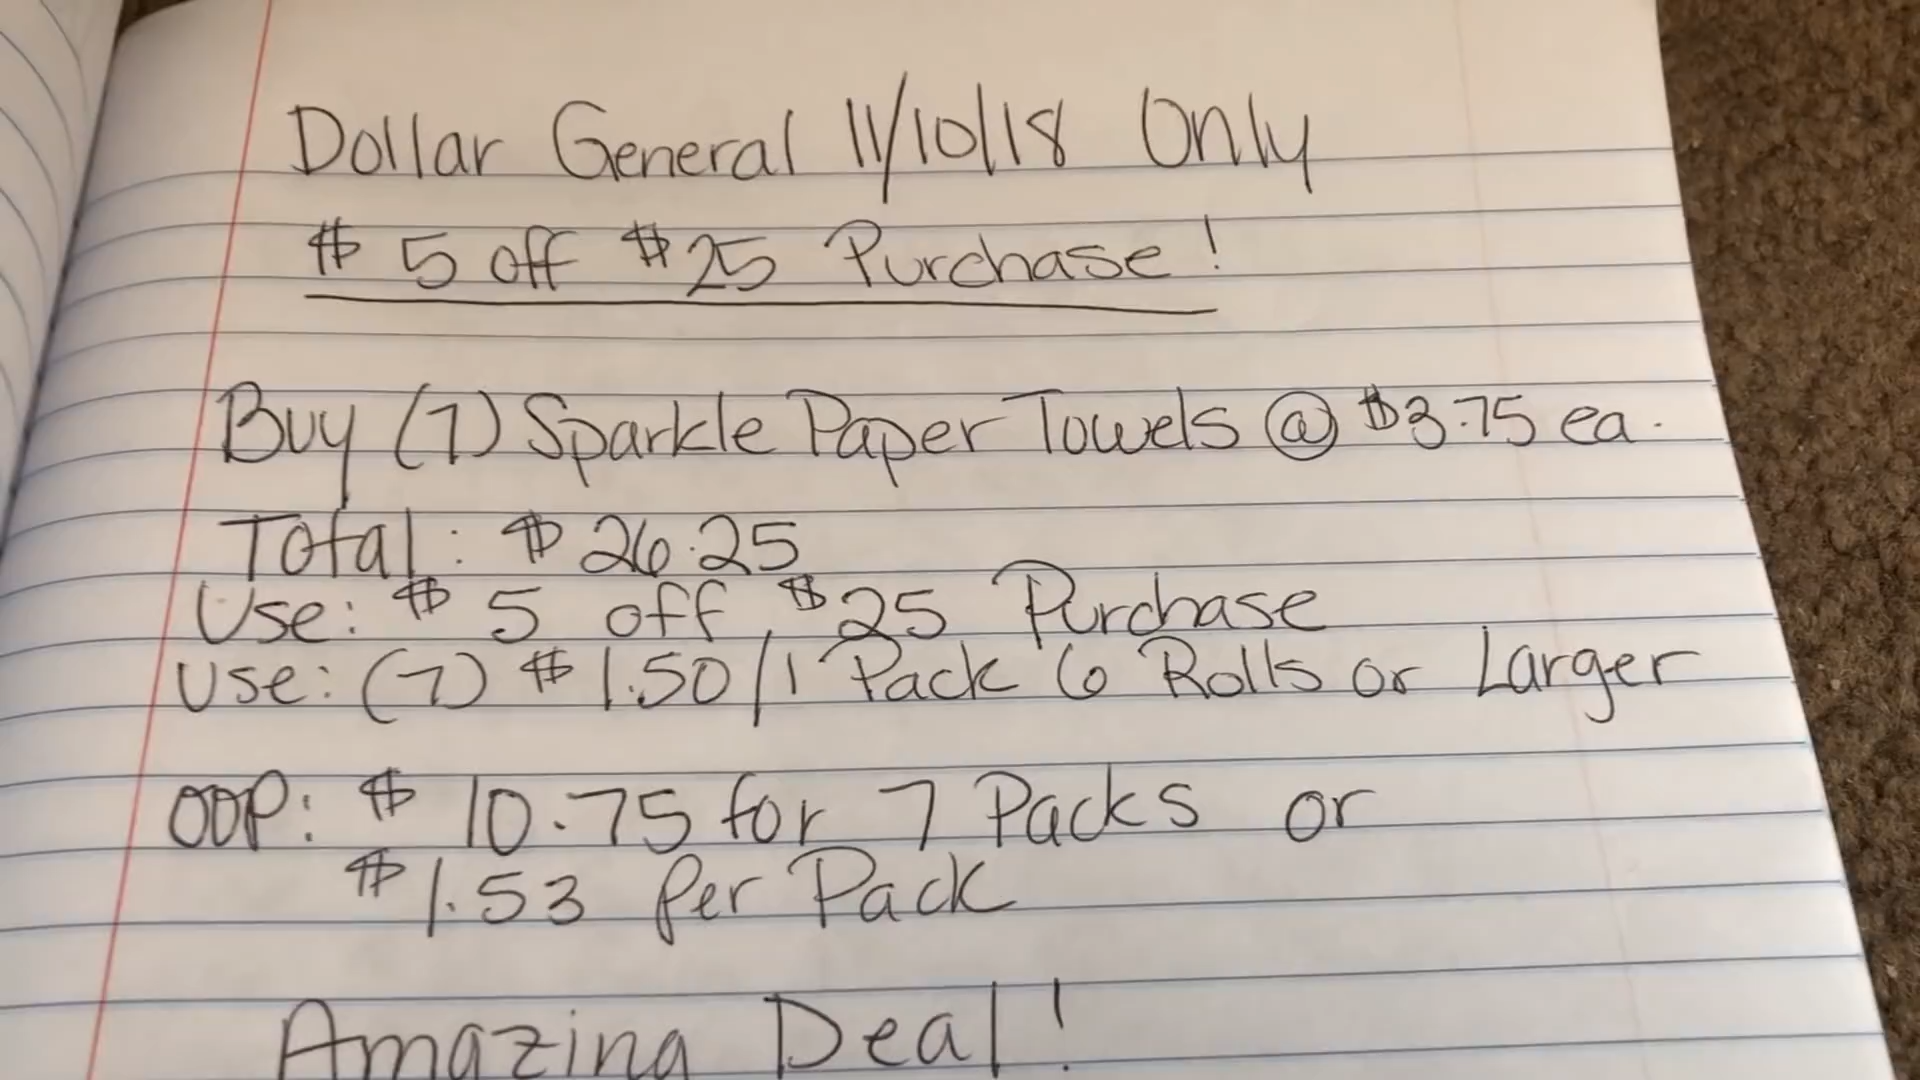 Dollar General 11/10/18 Only
$5 off $25 Purchase!
Buy (7) Sparkle Paper Towels @ $3.75 ea.
Total: $26.25
Use: $5 off $25 Purchase
Use: (7) $1.50/1 Pack 6 Rolls or Larger
OOP: $10.75 for 7 Packs or
$1.53 Per Pack
Amazing Deal!